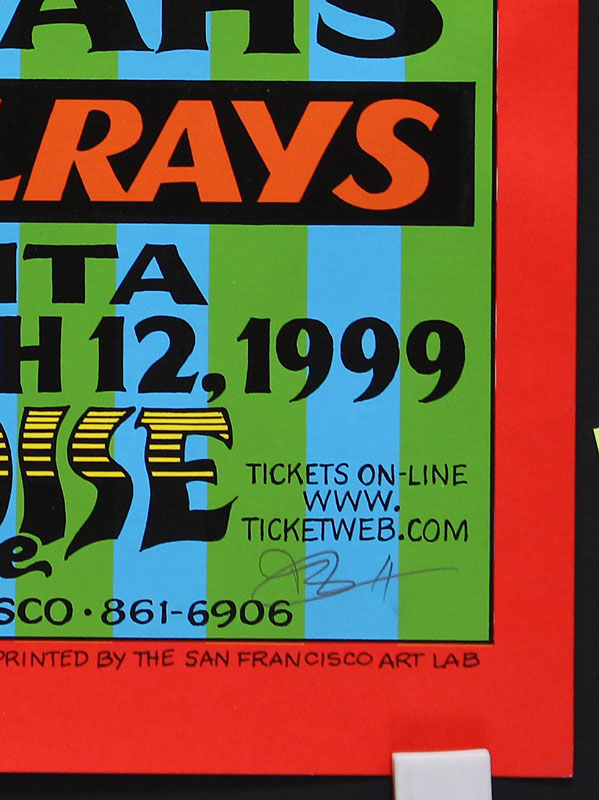 AHS
LRAYS
ITA
H 12, 1999
OISE
TICKETS ON-LINE
WWW.
TICKETWEB.COM
e
SCO · 861-6906
PRINTED BY THE SAN FRANCISCO ART LAB